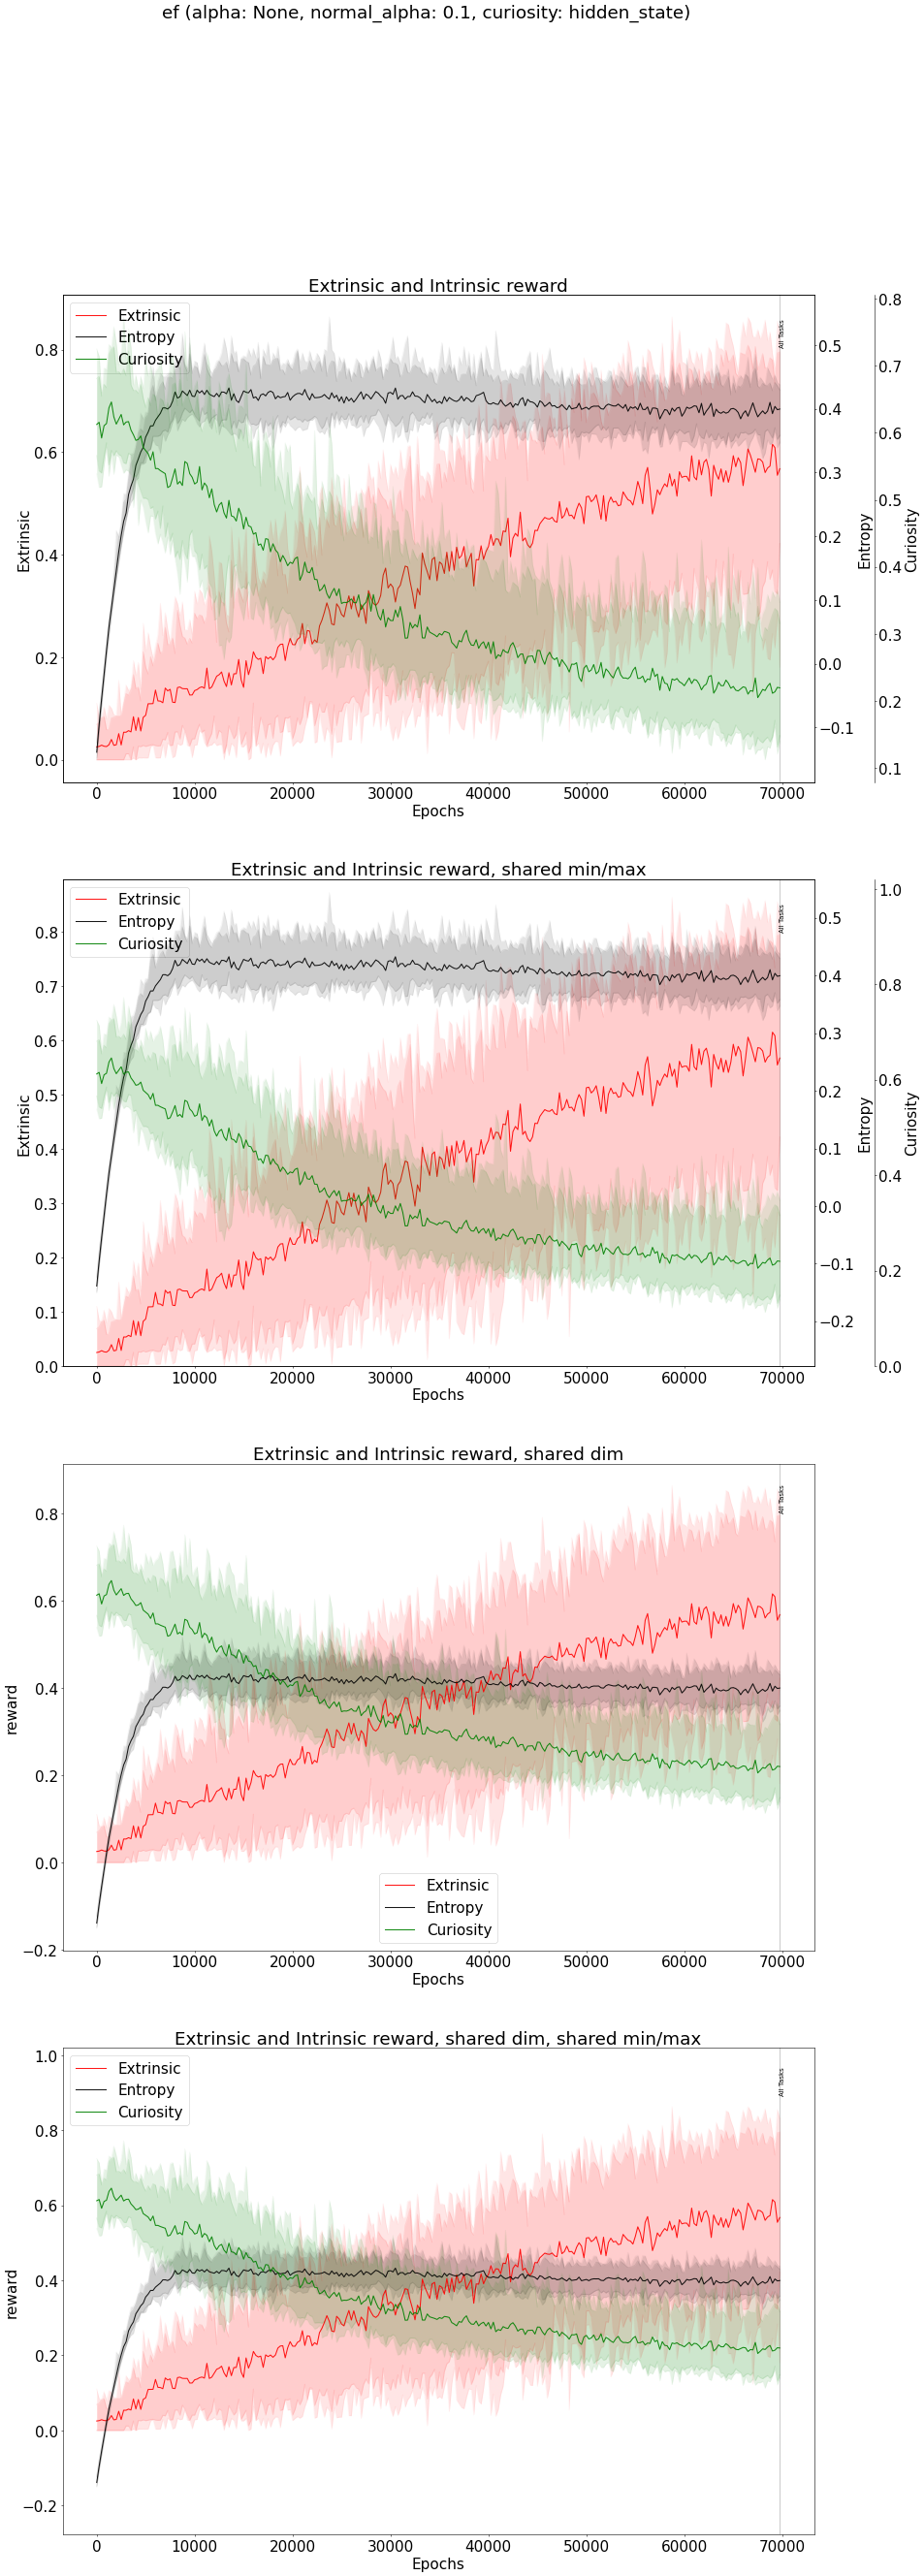 ef (alpha: None, normal_alpha: 0.1, curiosity: hidden_state)
Extrinsic and Intrinsic reward
Extrinsic
Entropy
Curiosity
All Tasks
0.8
0.6
0.4
0.2
0.0
Extrinsic
0.5
0.4
0.3
0.2
0.1
0.0
−0.1
Entropy
0.8
0.7
0.6
0.5
0.4
0.3
0.2
0.1
Curiosity
0 10000 20000 30000 40000 50000 60000 70000
Epochs
Extrinsic and Intrinsic reward, shared min/max
Extrinsic
Entropy
Curiosity
All Tasks
0.8
0.7
0.6
0.5
0.4
0.3
0.2
0.1
0.0
Extrinsic
0.5
0.4
0.3
0.2
0.1
0.0
−0.1
−0.2
Entropy
1.0
0.8
0.6
0.4
0.2
0.0
Curiosity
0 10000 20000 30000 40000 50000 60000 70000
Epochs
Extrinsic and Intrinsic reward, shared dim
All Tasks
0.8
0.6
0.4
0.2
0.0
−0.2
reward
Extrinsic
Entropy
Curiosity
0 10000 20000 30000 40000 50000 60000 70000
Epochs
Extrinsic and Intrinsic reward, shared dim, shared min/max
Extrinsic
Entropy
Curiosity
All Tasks
1.0
0.8
0.6
0.4
0.2
0.0
−0.2
reward
0 10000 20000 30000 40000 50000 60000 70000
Epochs